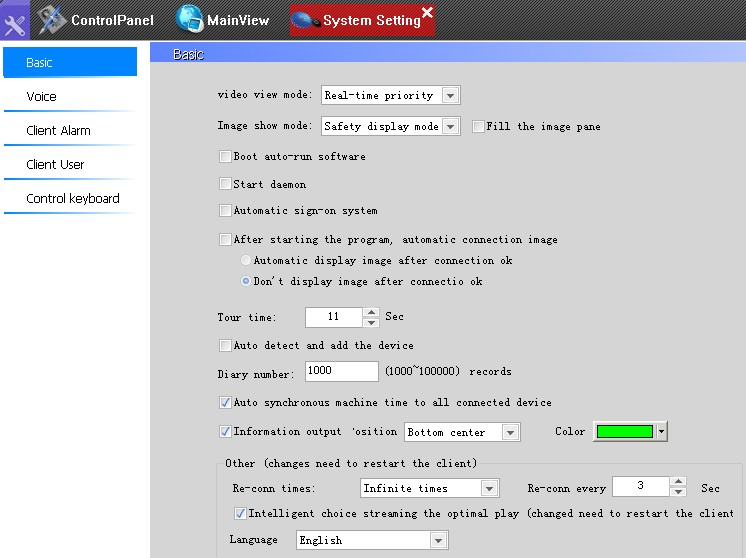 ControlPanel MainView System Setting
Basic
Voice
Client Alarm
Client User
Control keyboard
Basic
video view mode: Real-time priority
Image show mode: Safety display mode Fill the image pane
Boot auto-run software
Start daemon
Automatic sign-on system
After starting the program, automatic connection image
Automatic display image after connection ok
Don't display image after connectio ok
Tour time: 11 Sec
Auto detect and add the device
Diary number: 1000 (1000~100000) records
Auto synchronous machine time to all connected device
Information output 'osition Bottom center Color
Other (changes need to restart the client)
Re-conn times: Infinite times Re-conn every 3 Sec
Intelligent choice streaming the optimal play (changed need to restart the client
Language English